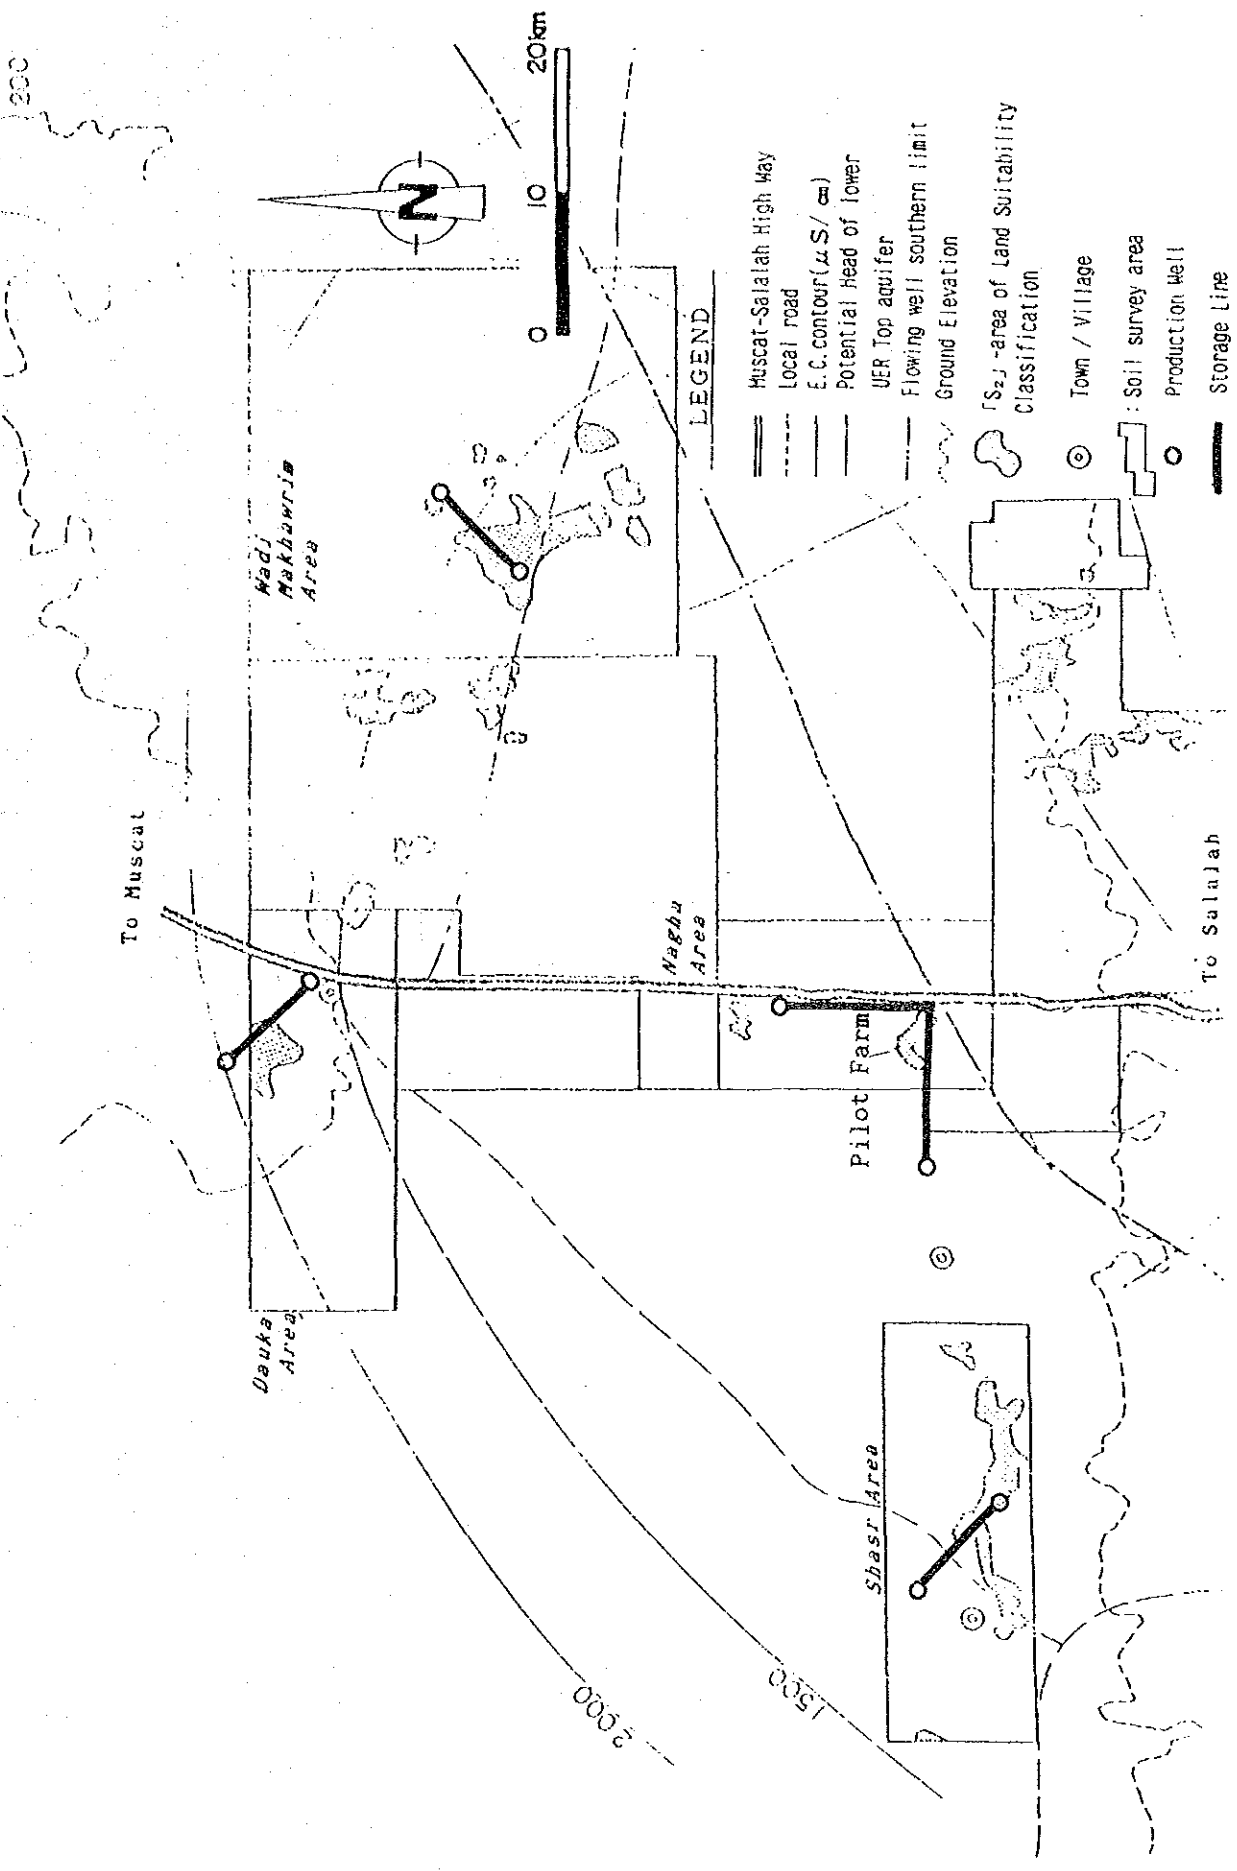 200
To Muscat
Wadi
Makhawrim
Area
N
0 10 20km
Dauka
Area
Naghu
Area
Pilot Farm
Shasr Area
2000
1500
To Salalah
LEGEND
Muscat-Salalah High Way
Local road
E.C.contour(μS/cm)
Potential Head of lower
UER Top aquifer
Flowing well southern limit
Ground Elevation
「S₂」-area of Land Suitability
Classification
Town / Village
: Soil survey area
Production Well
Storage Line